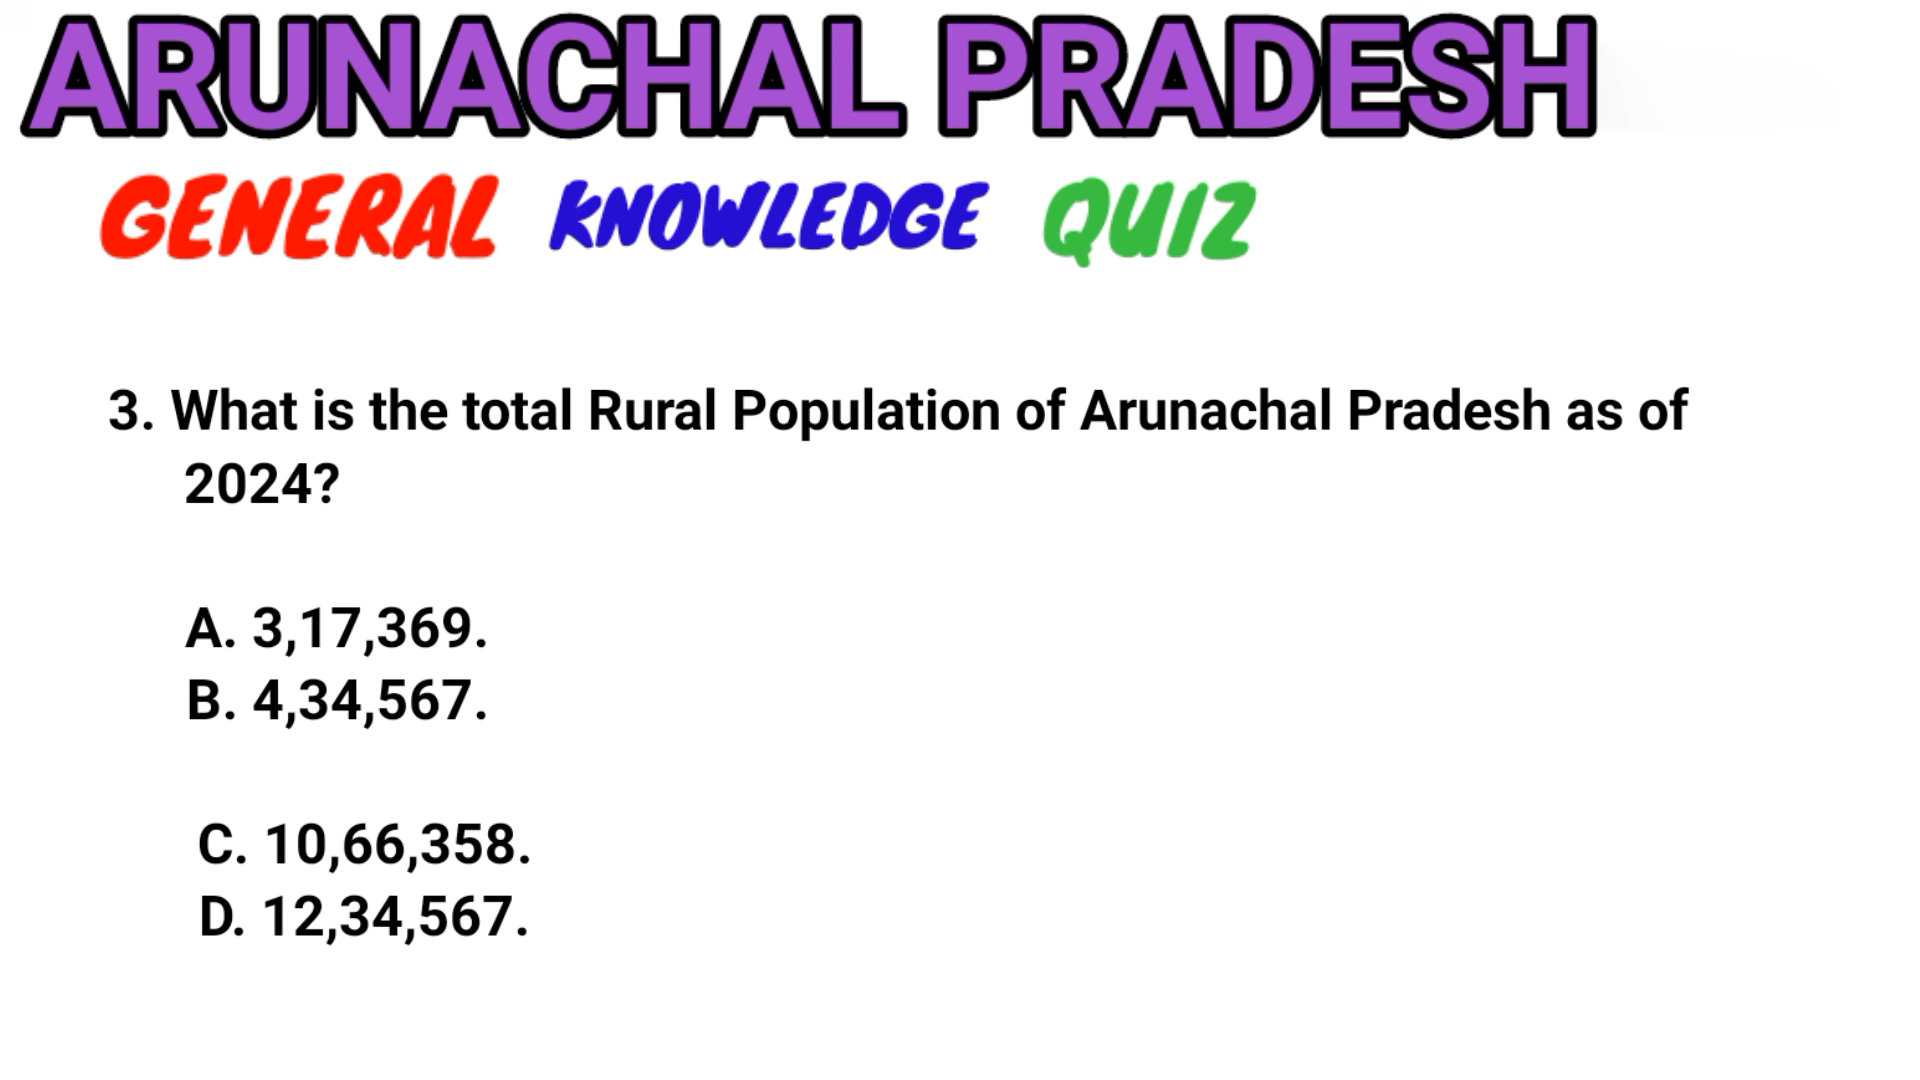 ARUNACHAL PRADESH
GENERAL KNOWLEDGE QUIZ
3. What is the total Rural Population of Arunachal Pradesh as of
2024?
A. 3,17,369.
B. 4,34,567.
C. 10,66,358.
D. 12,34,567.